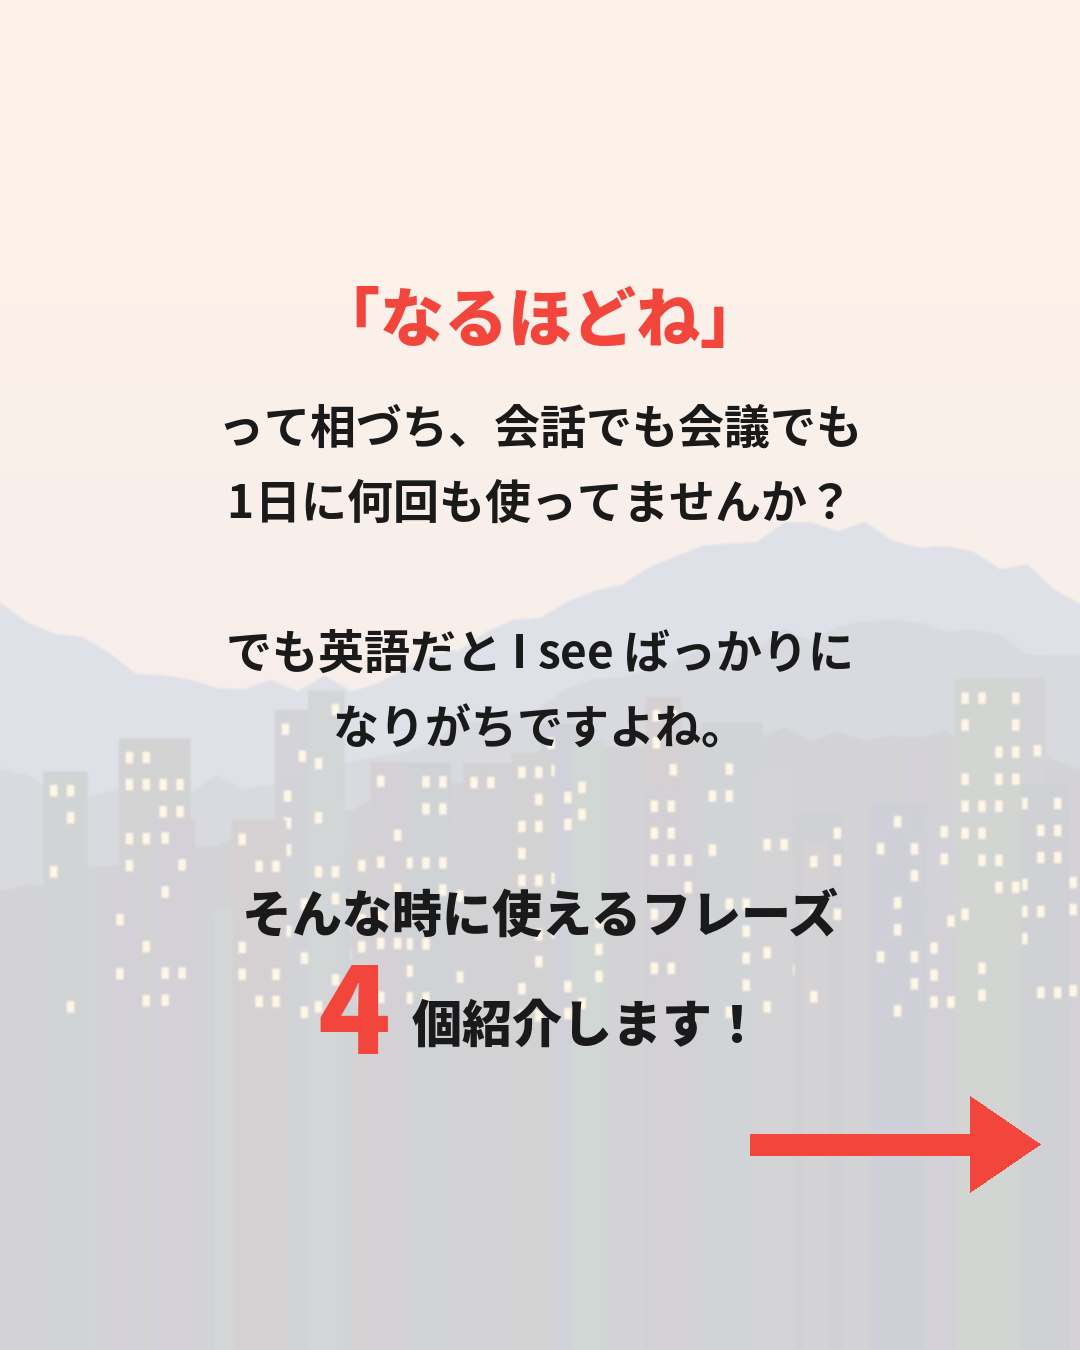 「なるほどね」
って相づち、会話でも会議でも
1日に何回も使ってませんか？
でも英語だと I see ばっかりに
なりがちですよね。
そんな時に使えるフレーズ
4 個紹介します！